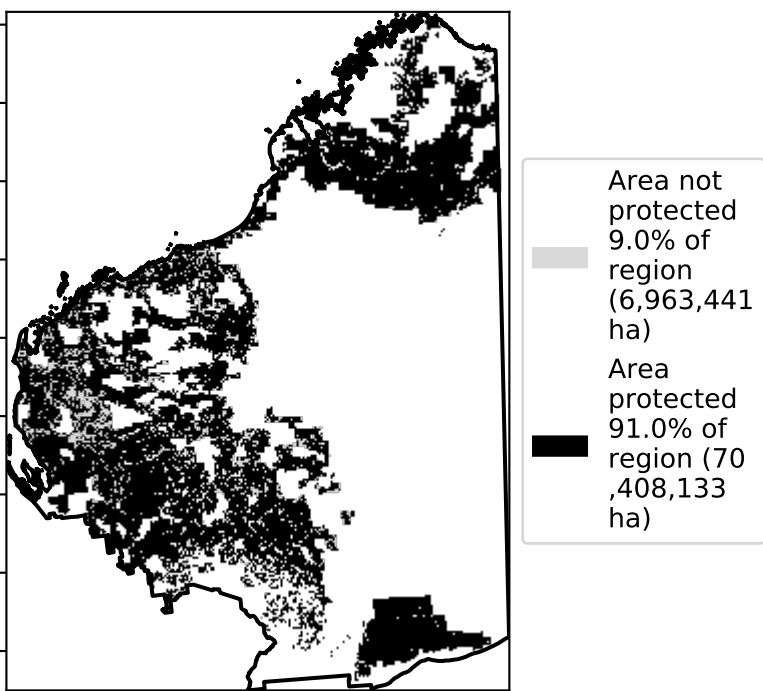 Area not
protected
9.0% of
region
(6,963,441
ha)
Area
protected
91.0% of
region (70
,408,133
ha)